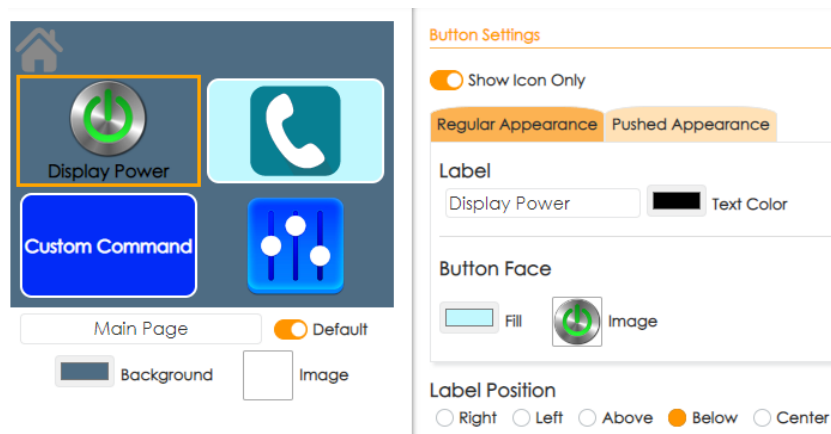 Display Power
Custom Command
Main Page
Default
Background
Image
Button Settings
Show Icon Only
Regular Appearance
Pushed Appearance
Label
Display Power
Text Color
Button Face
Fill
Image
Label Position
Right
Left
Above
Below
Center